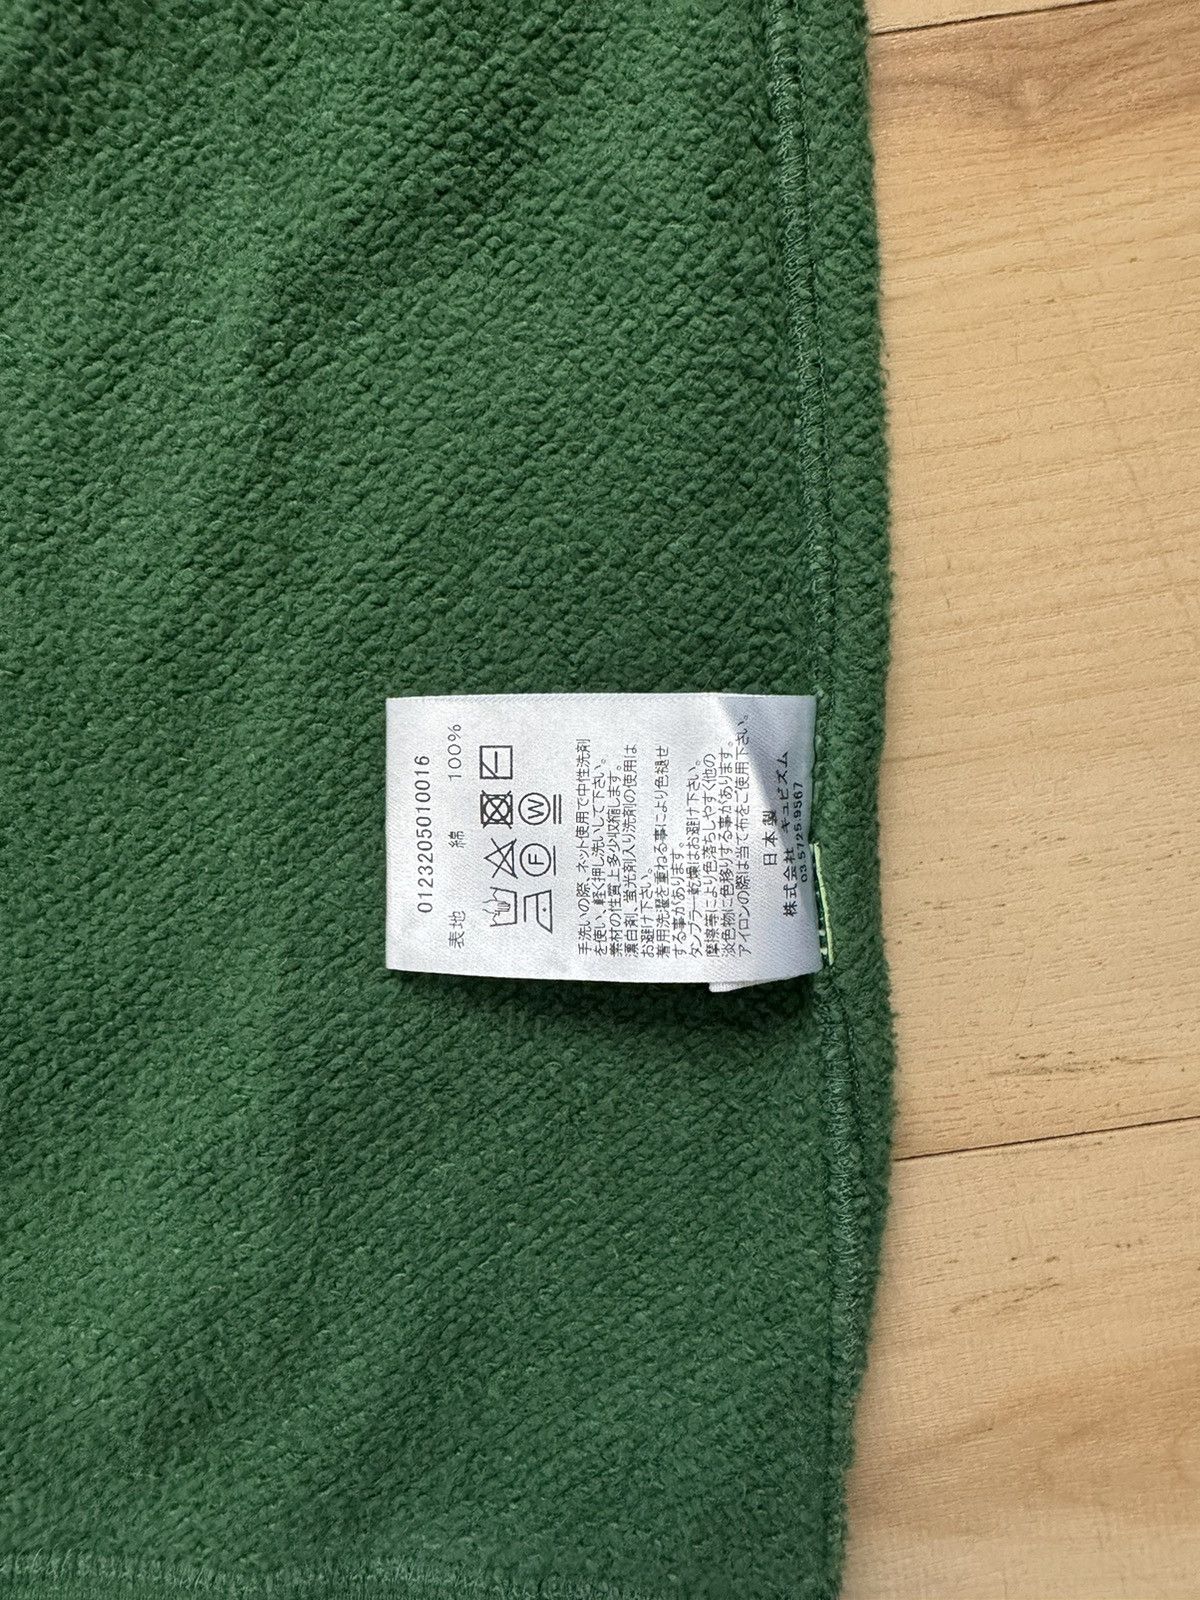 0123205010016
表地 綿 100%
F W
手洗いの際、ネット使用で中性洗剤
を使い、軽く押し洗いして下さい。
素材の性質上多少収縮します。
漂白剤、蛍光剤入り洗剤の使用は
お避け下さい。
着用洗濯を重ねる事により色褪せ
する事があります。
タンブラー乾燥はお避け下さい。
摩擦等により色落ちしやすく他の
淡色物に色移りする事があります。
アイロンの際は当て布をご使用下さい。
日本製
株式会社 キュビズム
03.5725.9567